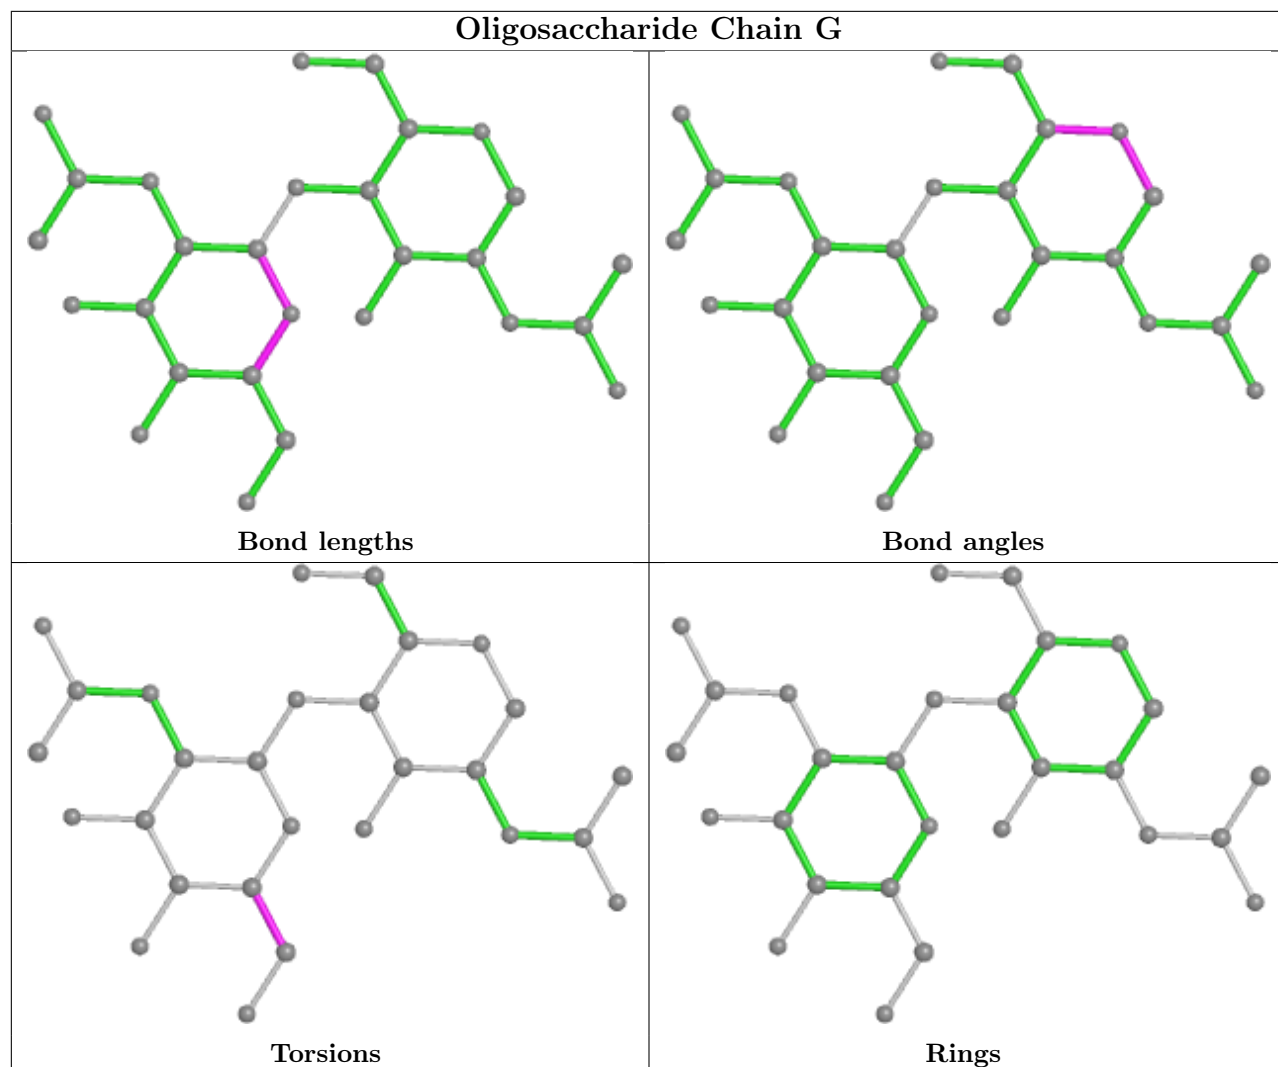 Oligosaccharide Chain G
Bond lengths
Bond angles
Torsions
Rings